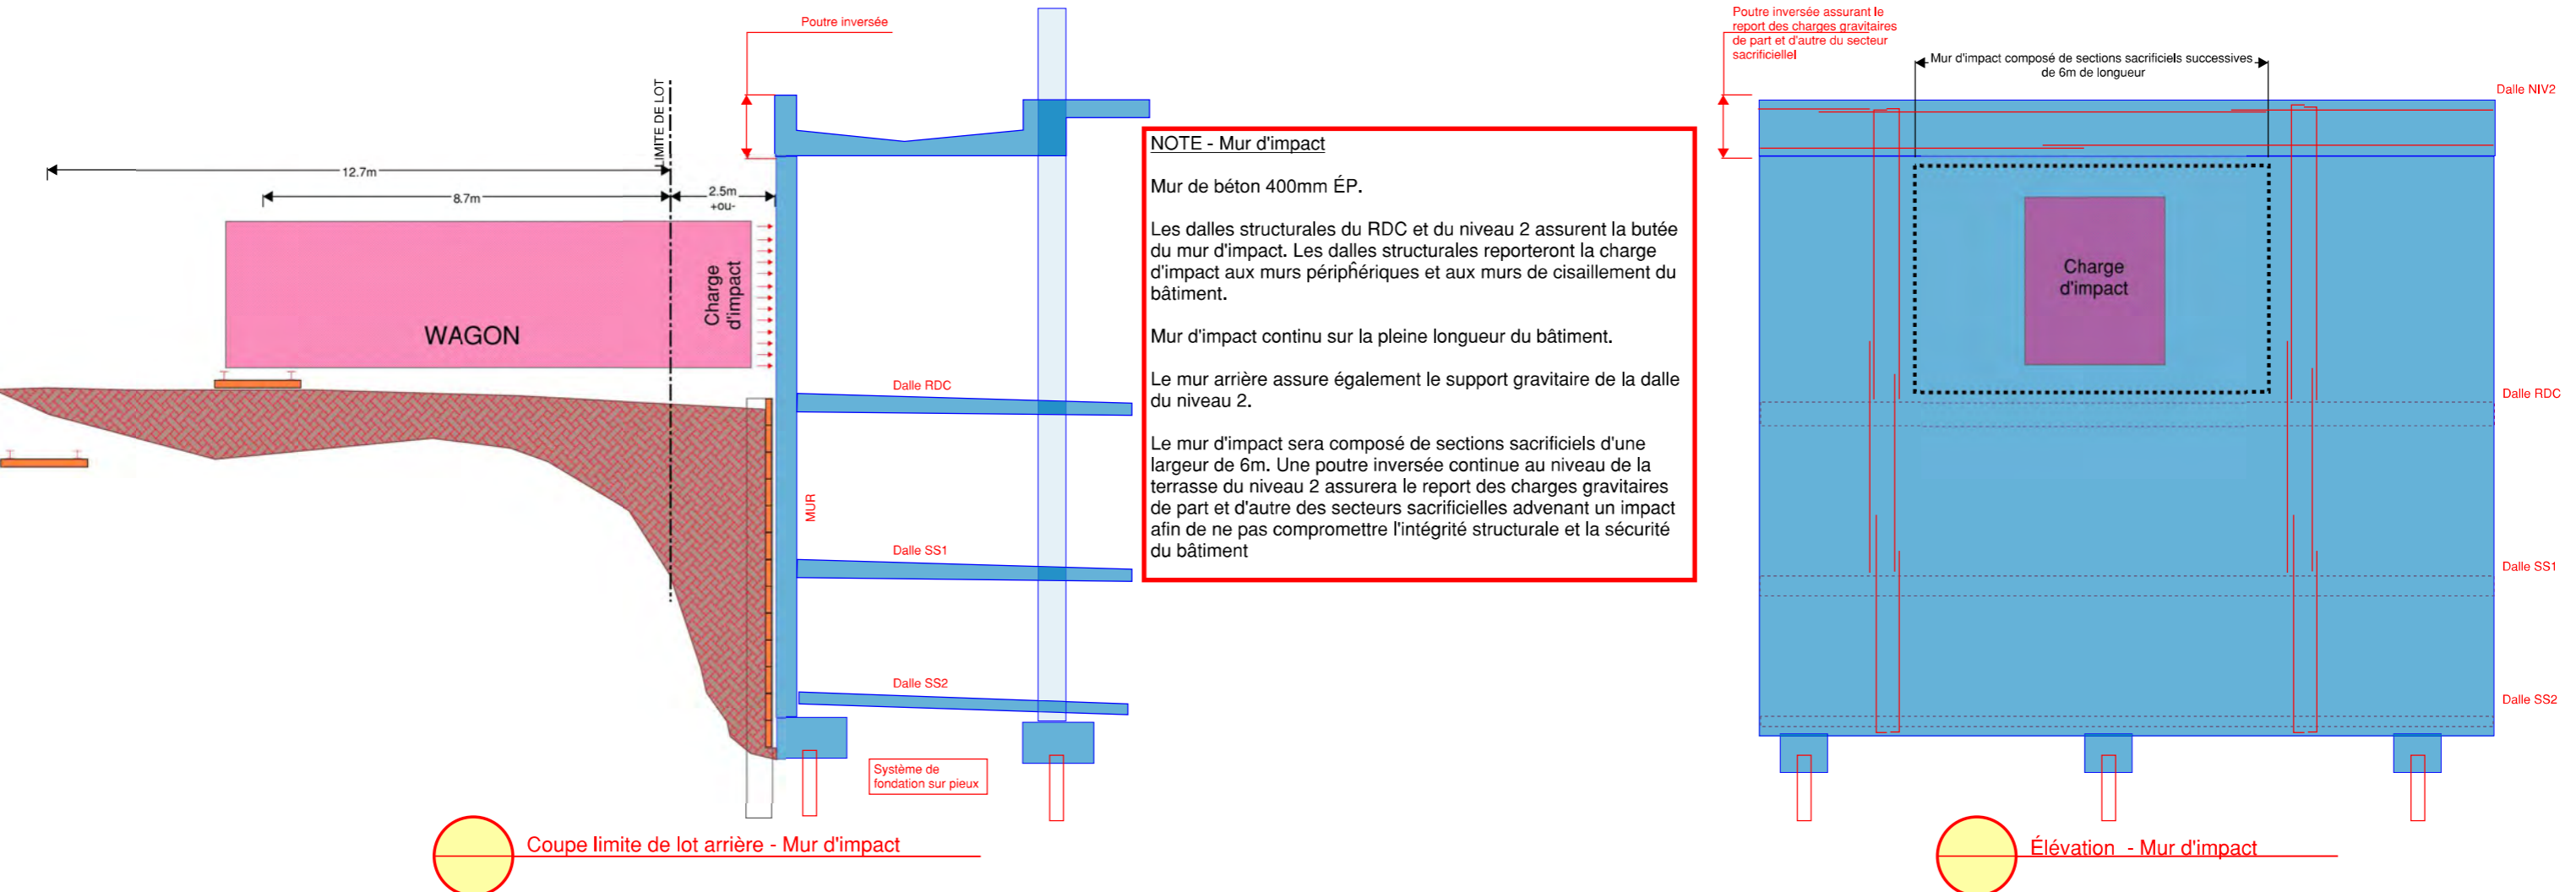 Poutre inversée
LIMITE DE LOT
12.7m
8.7m
2.5m
+ou-
Charge
d'impact
WAGON
Dalle RDC
MUR
Dalle SS1
Dalle SS2
Système de
fondation sur pieux
Coupe limite de lot arrière - Mur d'impact
NOTE - Mur d'impact
Mur de béton 400mm ÉP.
Les dalles structurales du RDC et du niveau 2 assurent la butée
du mur d'impact. Les dalles structurales reporteront la charge
d'impact aux murs périphériques et aux murs de cisaillement du
bâtiment.
Mur d'impact continu sur la pleine longueur du bâtiment.
Le mur arrière assure également le support gravitaire de la dalle
du niveau 2.
Le mur d'impact sera composé de sections sacrificiels d'une
largeur de 6m. Une poutre inversée continue au niveau de la
terrasse du niveau 2 assurera le report des charges gravitaires
de part et d'autre des secteurs sacrificielles advenant un impact
afin de ne pas compromettre l'intégrité structurale et la sécurité
du bâtiment
Poutre inversée assurant le
report des charges gravitaires
de part et d'autre du secteur
sacrificiellel
Mur d'impact composé de sections sacrificiels successives
de 6m de longueur
Dalle NIV2
Charge
d'impact
Dalle RDC
Dalle SS1
Dalle SS2
Élévation - Mur d'impact